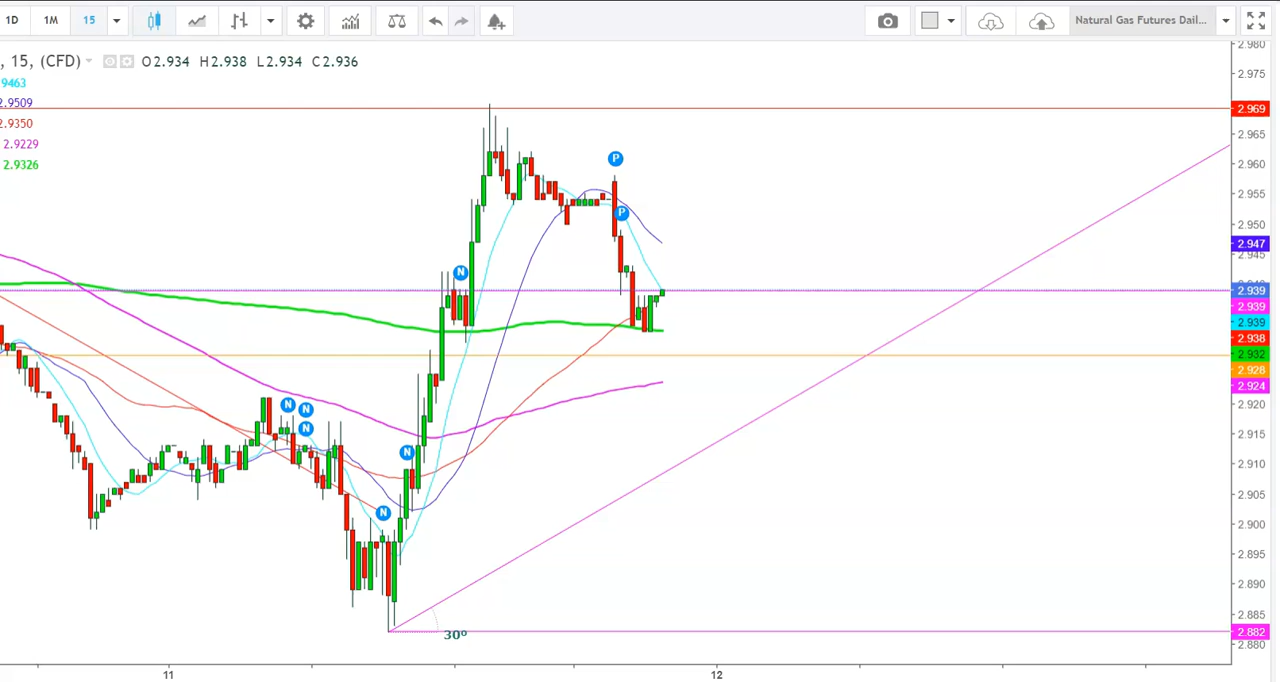 1D 1M 15 Natural Gas Futures Dail...
, 15, (CFD) O2.934 H2.938 L2.934 C2.936
9463
2.9509
2.9350
2.9229
2.9326
2.980
2.975
2.969
2.965
2.960
2.955
2.950
2.947
2.945
2.939
2.939
2.939
2.938
2.932
2.928
2.924
2.920
2.915
2.910
2.905
2.900
2.895
2.890
2.885
2.882
2.880
P
P
N
N
N
N
N
N
30º
11 12